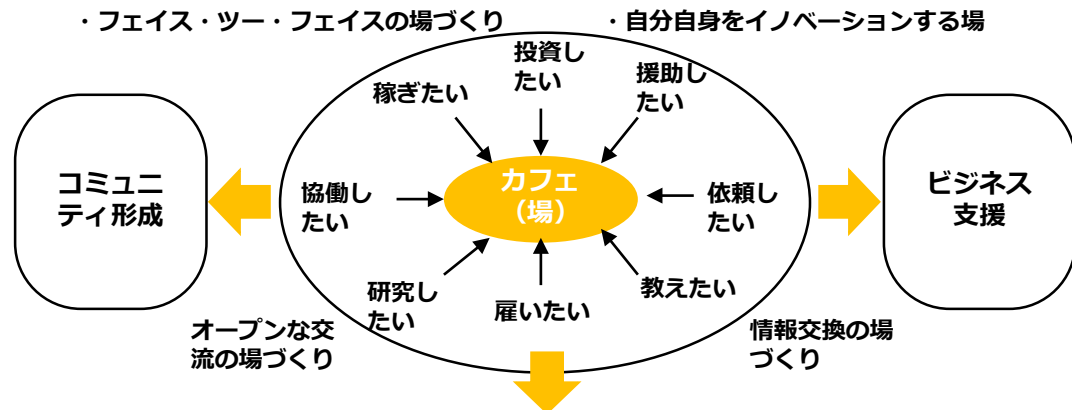 ・フェイス・ツー・フェイスの場づくり
・自分自身をイノベーションする場
投資し
たい
援助し
たい
稼ぎたい
コミュニ
ティ形成
協働し
たい
カフェ
（場）
依頼し
たい
ビジネス
支援
研究し
たい
雇いたい
教えたい
オープンな交
流の場づくり
情報交換の場
づくり